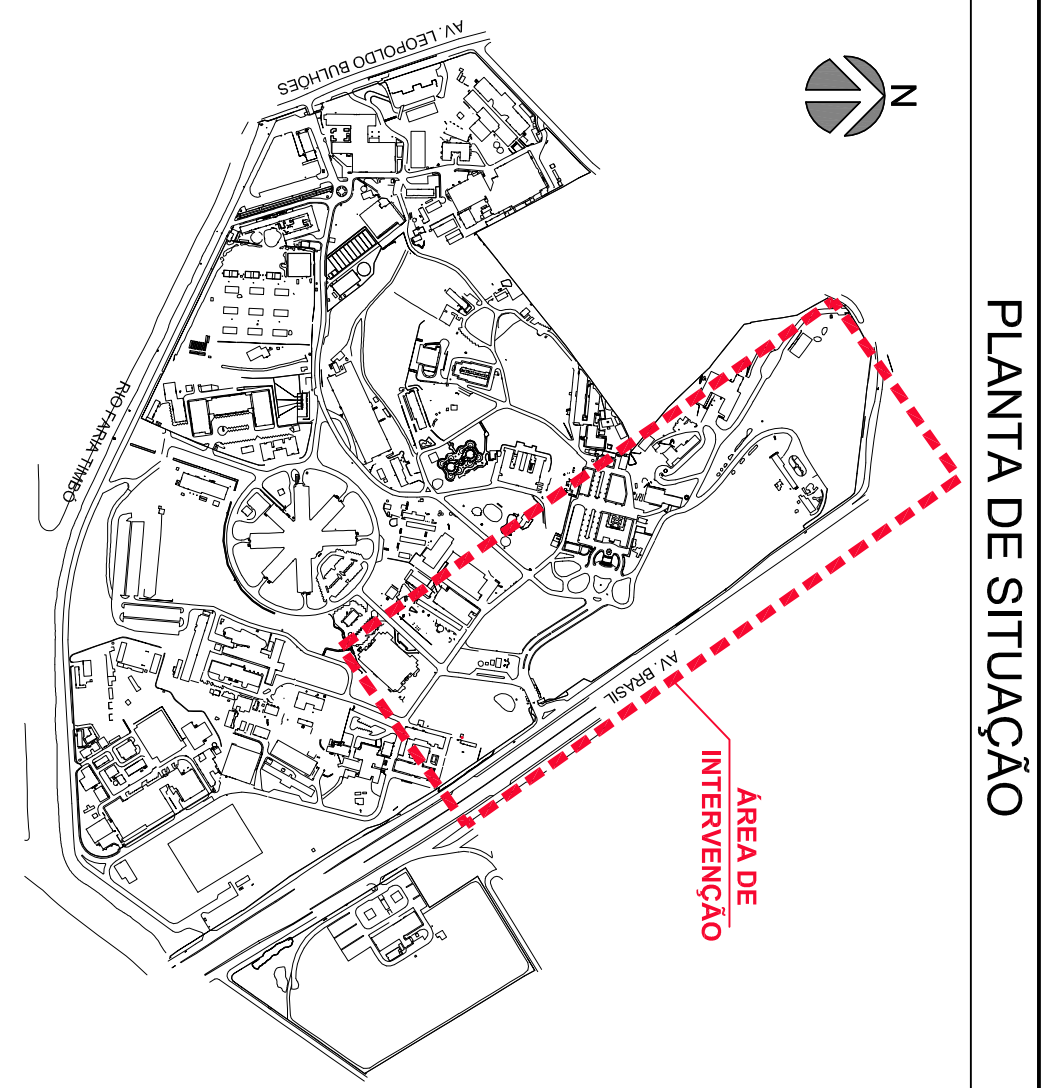 PLANTA DE SITUAÇÃO
N
AV. LEOPOLDO BULHÕES
RIO FARIA-TIMBÓ
AV. BRASIL
ÁREA DE
INTERVENÇÃO